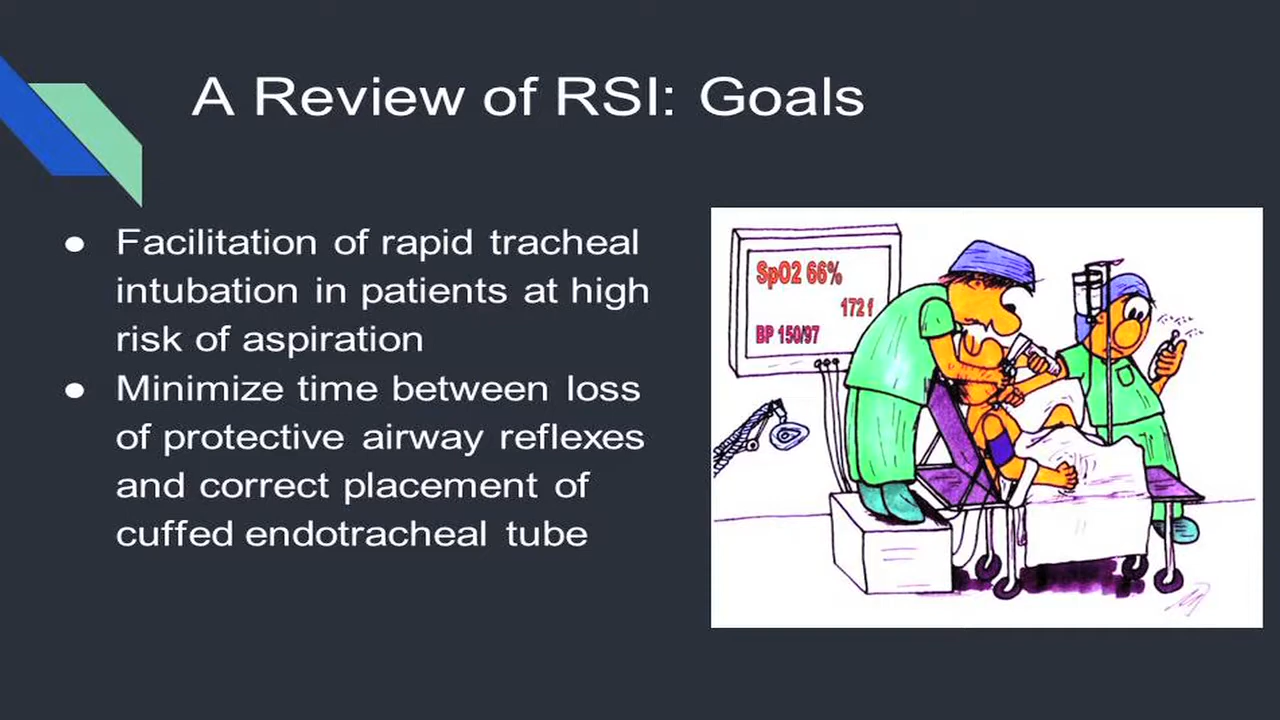 A Review of RSI: Goals
● Facilitation of rapid tracheal
intubation in patients at high
risk of aspiration
● Minimize time between loss
of protective airway reflexes
and correct placement of
cuffed endotracheal tube
SpO2 66%
172 f
BP 150/97